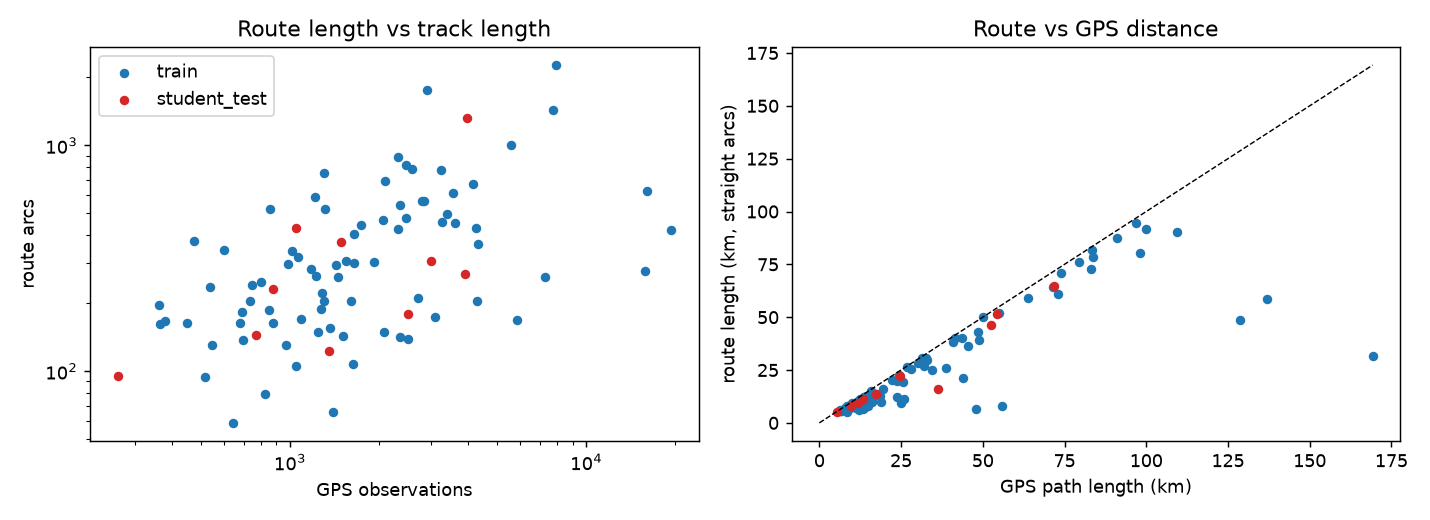 Route length vs track length
train
student_test
10³
10²
route arcs
10³
10⁴
GPS observations
Route vs GPS distance
175
150
125
100
75
50
25
0
route length (km, straight arcs)
0
25
50
75
100
125
150
175
GPS path length (km)